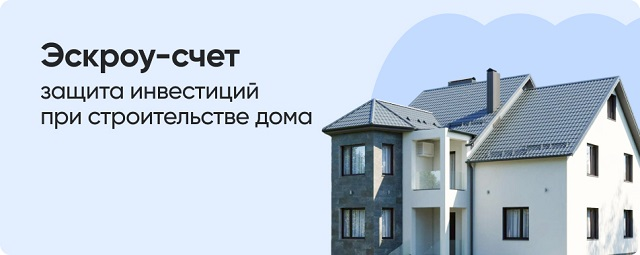 Эскроу-счет
защита инвестиций
при строительстве дома